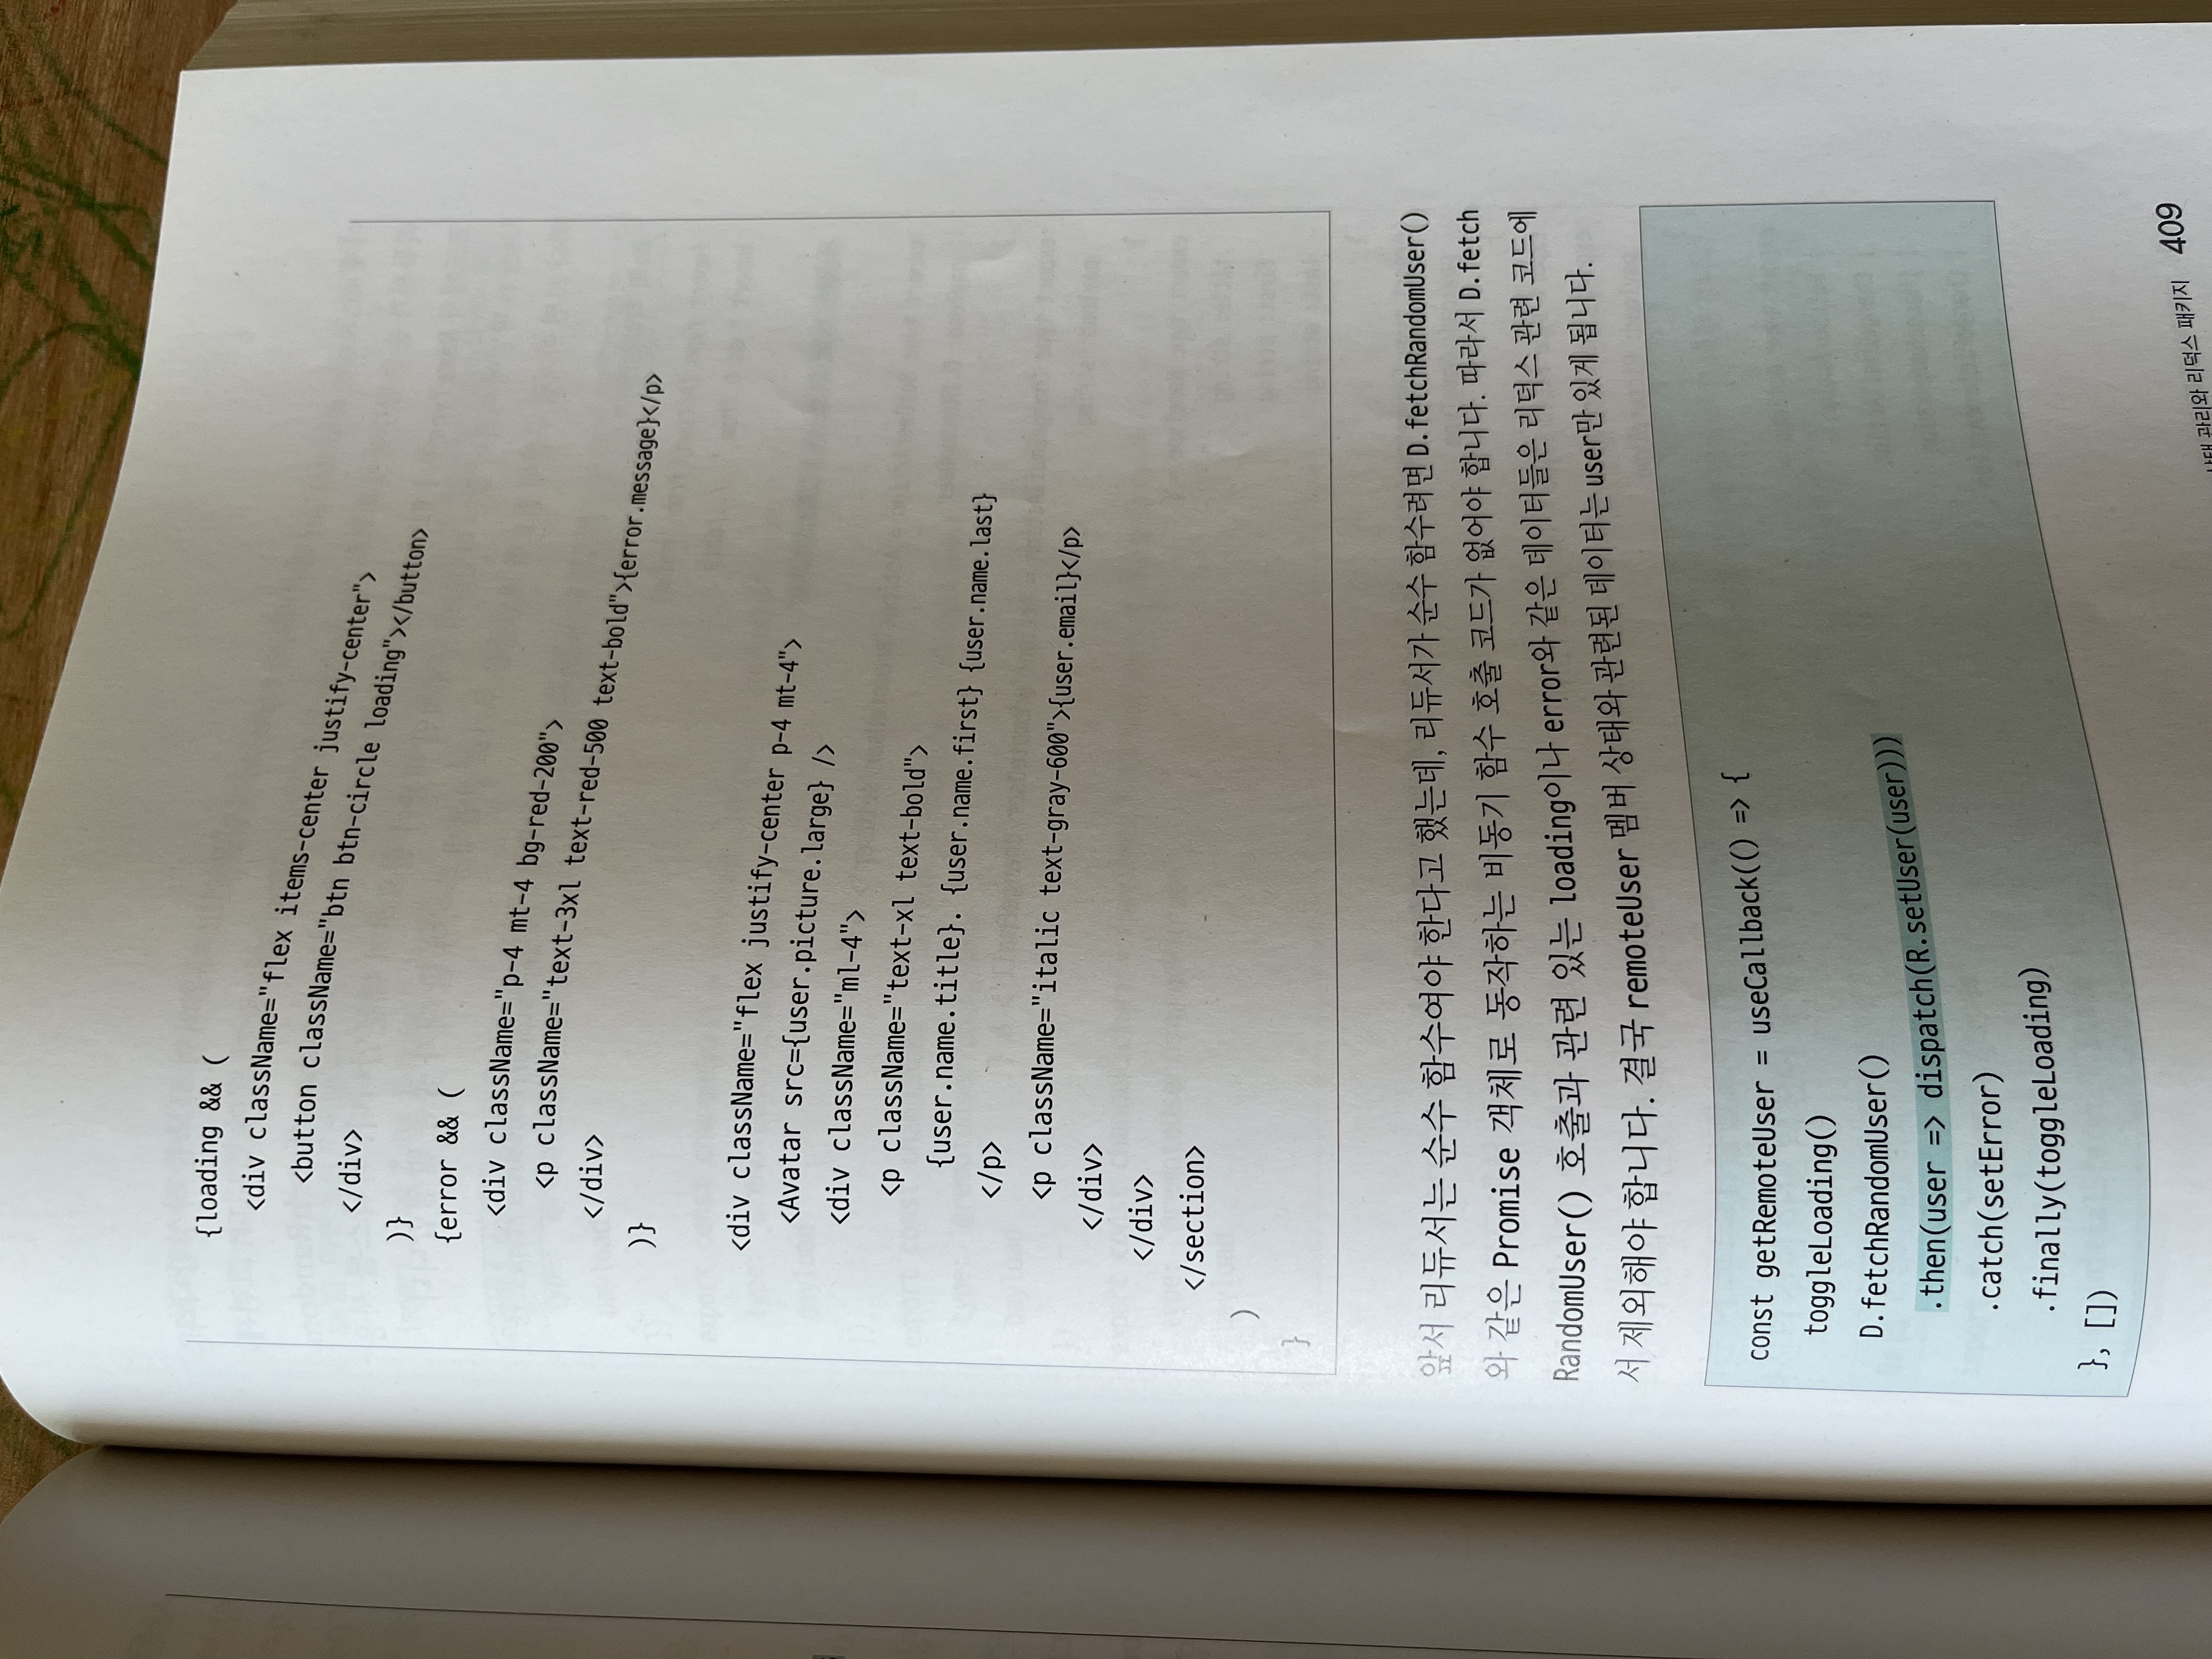 {loading && (
<div className="flex items-center justify-center">
<button className="btn btn-circle loading"></button>
</div>
)}
{error && (
<div className="p-4 mt-4 bg-red-200">
<p className="text-3xl text-red-500 text-bold">{error.message}</p>
</div>
)}
<div className="flex justify-center p-4 mt-4">
<Avatar src={user.picture.large} />
<div className="ml-4">
<p className="text-xl text-bold">
{user.name.title}. {user.name.first} {user.name.last}
</p>
<p className="italic text-gray-600">{user.email}</p>
</div>
</div>
</section>
)
}
앞서 리듀서는 순수 함수여야 한다고 했는데, 리듀서가 순수 함수려면 D.fetchRandomUser()
와 같은 Promise 객체로 동작하는 비동기 함수 호출 코드가 없어야 합니다. 따라서 D.fetch
RandomUser() 호출과 관련 있는 loading이나 error와 같은 데이터들은 리덕스 관련 코드에
서 제외해야 합니다. 결국 remoteUser 멤버 상태와 관련된 데이터는 user만 있게 됩니다.
const getRemoteUser = useCallback(() => {
toggleLoading()
D.fetchRandomUser()
.then(user => dispatch(R.setUser(user)))
.catch(setError)
.finally(toggleLoading)
}, [])
관리와 리덕스 패키지 409